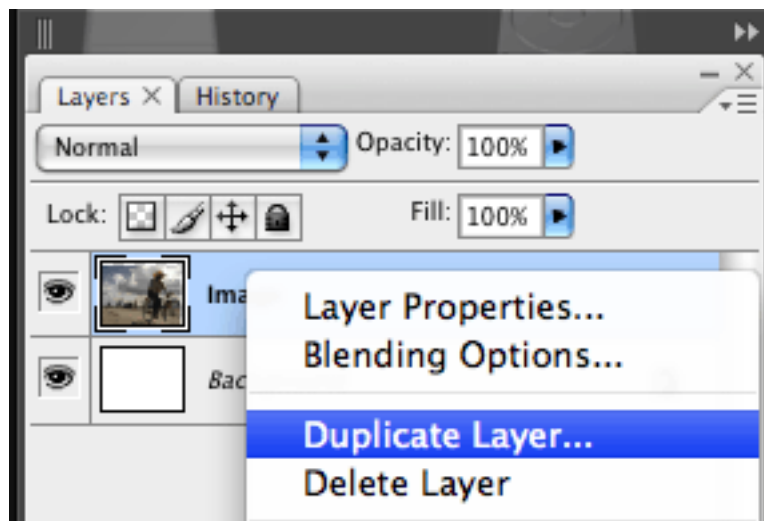 Layers History
Normal Opacity: 100%
Lock: Fill: 100%
Layer Properties...
Blending Options...
Duplicate Layer...
Delete Layer